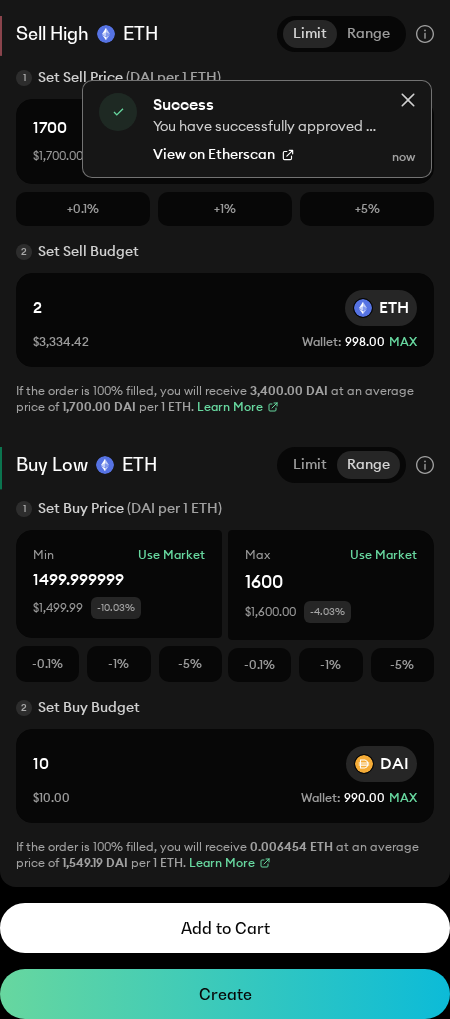 Sell High ETH Limit Range
1 Set Sell Price (DAI per 1 ETH)
Success
You have successfully approved ...
View on Etherscan
now
1700
$1,700.00
+0.1% +1% +5%
2 Set Sell Budget
2 ETH
$3,334.42 Wallet: 998.00 MAX
If the order is 100% filled, you will receive 3,400.00 DAI at an average
price of 1,700.00 DAI per 1 ETH. Learn More
Buy Low ETH Limit Range
1 Set Buy Price (DAI per 1 ETH)
Min Use Market Max Use Market
1499.999999 1600
$1,499.99 -10.03% $1,600.00 -4.03%
-0.1% -1% -5% -0.1% -1% -5%
2 Set Buy Budget
10 DAI
$10.00 Wallet: 990.00 MAX
If the order is 100% filled, you will receive 0.006454 ETH at an average
price of 1,549.19 DAI per 1 ETH. Learn More
Add to Cart
Create